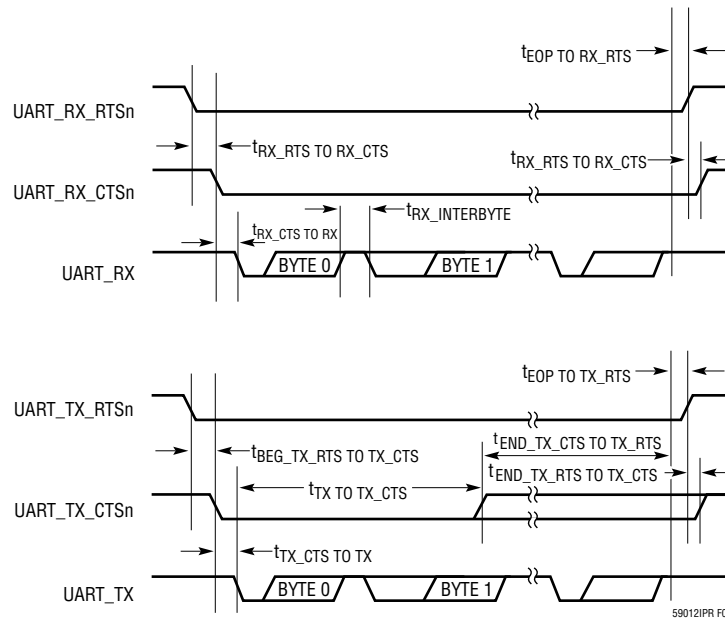 tEOP TO RX_RTS
UART_RX_RTSn
tRX_RTS TO RX_CTS
tRX_RTS TO RX_CTS
UART_RX_CTSn
tRX_INTERBYTE
tRX_CTS TO RX
UART_RX
BYTE 0
BYTE 1
tEOP TO TX_RTS
UART_TX_RTSn
tEND_TX_CTS TO TX_RTS
tBEG_TX_RTS TO TX_CTS
tEND_TX_RTS TO TX_CTS
tTX TO TX_CTS
UART_TX_CTSn
tTX_CTS TO TX
UART_TX
BYTE 0
BYTE 1
59012IPR F0